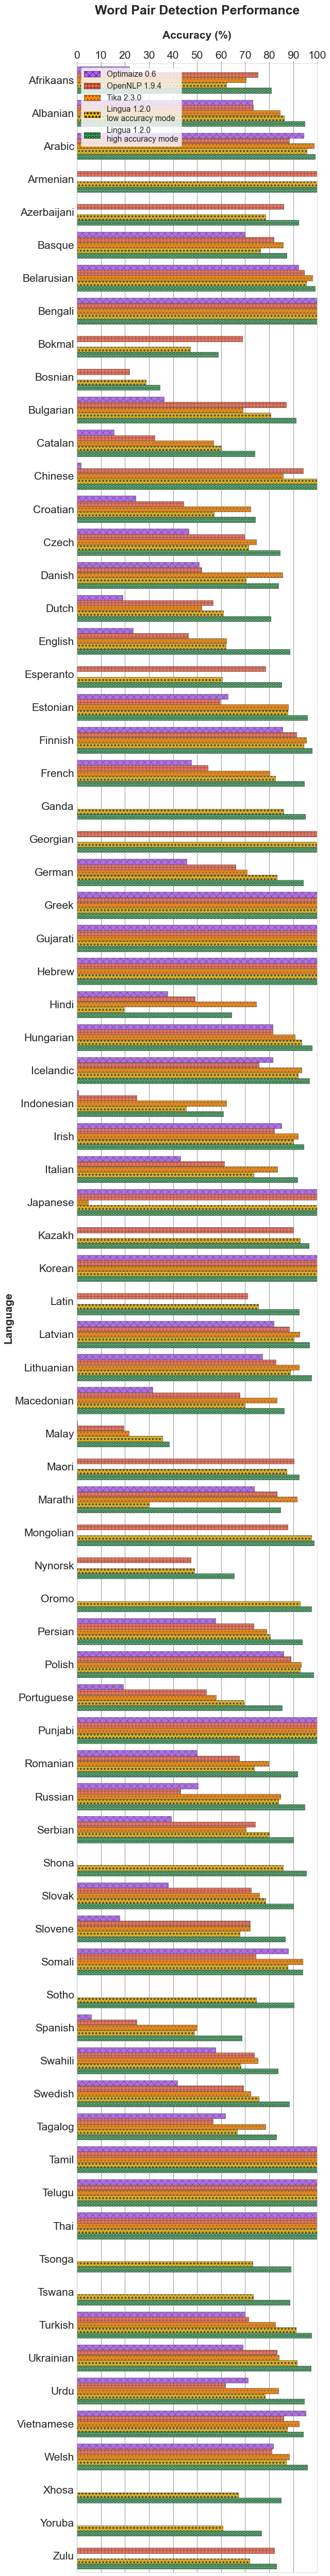 Word Pair Detection Performance
Accuracy (%)
0 10 20 30 40 50 60 70 80 90 100
Optimaize 0.6
OpenNLP 1.9.4
Tika 2.3.0
Lingua 1.2.0
low accuracy mode
Lingua 1.2.0
high accuracy mode
Language
Afrikaans
Albanian
Arabic
Armenian
Azerbaijani
Basque
Belarusian
Bengali
Bokmal
Bosnian
Bulgarian
Catalan
Chinese
Croatian
Czech
Danish
Dutch
English
Esperanto
Estonian
Finnish
French
Ganda
Georgian
German
Greek
Gujarati
Hebrew
Hindi
Hungarian
Icelandic
Indonesian
Irish
Italian
Japanese
Kazakh
Korean
Latin
Latvian
Lithuanian
Macedonian
Malay
Maori
Marathi
Mongolian
Nynorsk
Oromo
Persian
Polish
Portuguese
Punjabi
Romanian
Russian
Serbian
Shona
Slovak
Slovene
Somali
Sotho
Spanish
Swahili
Swedish
Tagalog
Tamil
Telugu
Thai
Tsonga
Tswana
Turkish
Ukrainian
Urdu
Vietnamese
Welsh
Xhosa
Yoruba
Zulu